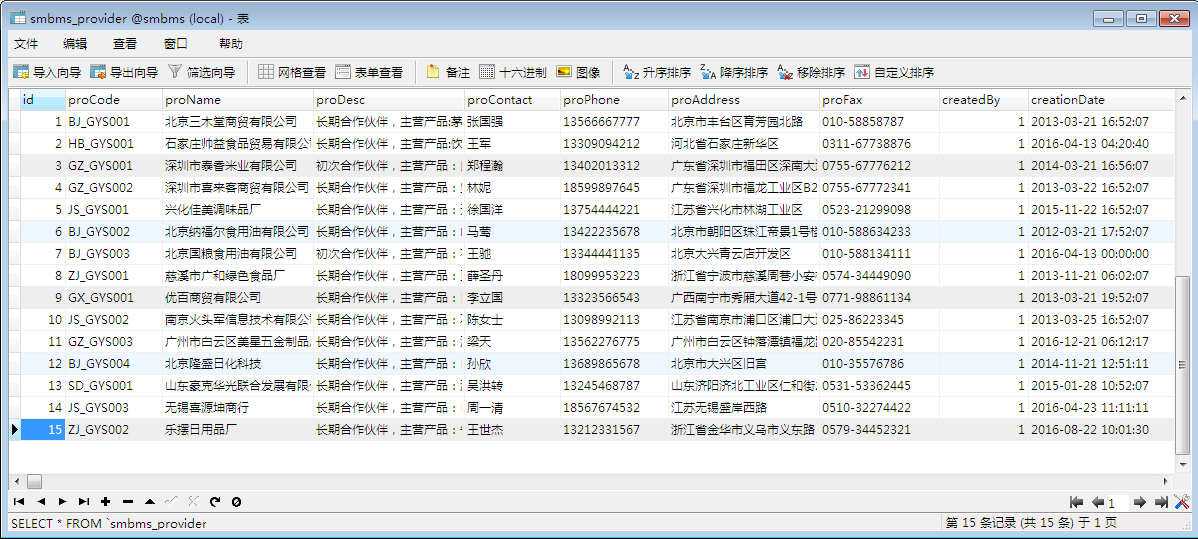 smbms_provider @smbms (local) - 表
文件 编辑 查看 窗口 帮助
导入向导 导出向导 筛选向导 网格查看 表单查看 备注 十六进制 图像 升序排序 降序排序 移除排序 自定义排序
id proCode proName proDesc proContact proPhone proAddress proFax createdBy creationDate
1 BJ_GYS001 北京三木堂商贸有限公司 长期合作伙伴，主营产品:茅 张国强 13566667777 北京市丰台区育芳园北路 010-58858787 1 2013-03-21 16:52:07
2 HB_GYS001 石家庄帅益食品贸易有限公 长期合作伙伴，主营产品:饮 王军 13309094212 河北省石家庄新华区 0311-67738876 1 2016-04-13 04:20:40
3 GZ_GYS001 深圳市泰香米业有限公司 初次合作伙伴，主营产品： 郑程瀚 13402013312 广东省深圳市福田区深南大 0755-67776212 1 2014-03-21 16:56:07
4 GZ_GYS002 深圳市喜来客商贸有限公司 长期合作伙伴，主营产品： 林妮 18599897645 广东省深圳市福龙工业区B2 0755-67772341 1 2013-03-22 16:52:07
5 JS_GYS001 兴化佳美调味品厂 长期合作伙伴，主营产品： 徐国洋 13754444221 江苏省兴化市林湖工业区 0523-21299098 1 2015-11-22 16:52:07
6 BJ_GYS002 北京纳福尔食用油有限公司 长期合作伙伴，主营产品： 马莺 13422235678 北京市朝阳区珠江帝景1号 010-588634233 1 2012-03-21 17:52:07
7 BJ_GYS003 北京国粮食用油有限公司 初次合作伙伴，主营产品： 王驰 13344441135 北京大兴青云店开发区 010-588134111 1 2016-04-13 00:00:00
8 ZJ_GYS001 慈溪市广和绿色食品厂 长期合作伙伴，主营产品： 薛圣丹 18099953223 浙江省宁波市慈溪周巷小安 0574-34449090 1 2013-11-21 06:02:07
9 GX_GYS001 优百商贸有限公司 长期合作伙伴，主营产品： 李立国 13323566543 广西南宁市秀厢大道42-1号 0771-98861134 1 2013-03-21 19:52:07
10 JS_GYS002 南京火头军信息技术有限公 长期合作伙伴，主营产品： 陈女士 13098992113 江苏省南京市浦口区浦口大 025-86223345 1 2013-03-25 16:52:07
11 GZ_GYS003 广州市白云区美星五金制品 长期合作伙伴，主营产品： 梁天 13562276775 广州市白云区钟落潭镇福龙 020-85542231 1 2016-12-21 06:12:17
12 BJ_GYS004 北京隆盛日化科技 长期合作伙伴，主营产品： 孙欣 13689865678 北京市大兴区旧宫 010-35576786 1 2014-11-21 12:51:11
13 SD_GYS001 山东豪克华光联合发展有限 长期合作伙伴，主营产品： 吴洪转 13245468787 山东济阳济北工业区仁和街 0531-53362445 1 2015-01-28 10:52:07
14 JS_GYS003 无锡喜源坤商行 长期合作伙伴，主营产品： 周一清 18567674532 江苏无锡盛岸西路 0510-32274422 1 2016-04-23 11:11:11
15 ZJ_GYS002 乐摆日用品厂 长期合作伙伴，主营产品： 王世杰 13212331567 浙江省金华市义乌市义东路 0579-34452321 1 2016-08-22 10:01:30
1
SELECT * FROM `smbms_provider 第 15 条记录 (共 15 条) 于 1 页